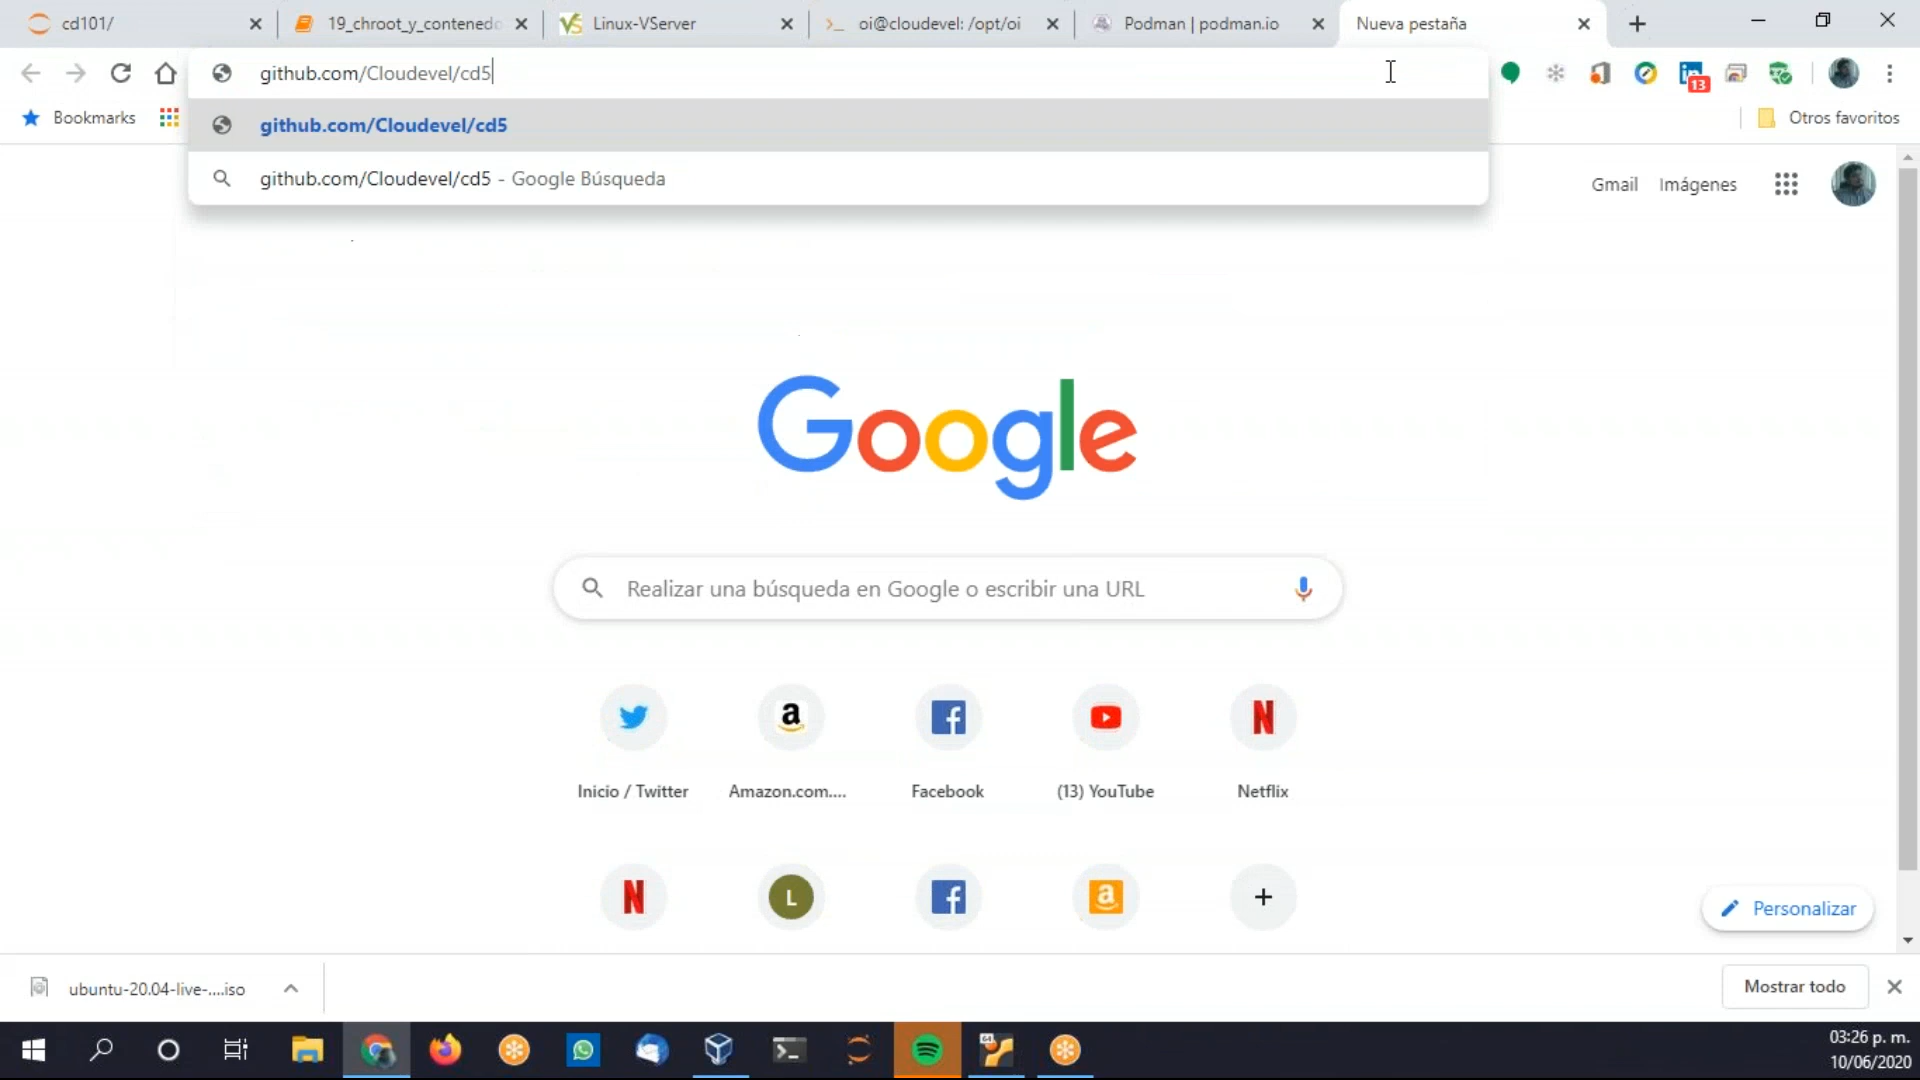 cd101/
19_chroot_y_contenedo
Linux-VServer
oi@cloudevel: /opt/oi
Podman | podman.io
Nueva pestaña
github.com/Cloudevel/cd5
13
Bookmarks
github.com/Cloudevel/cd5
Otros favoritos
github.com/Cloudevel/cd5 - Google Búsqueda
Gmail
Imágenes
Google
Realizar una búsqueda en Google o escribir una URL
Inicio / Twitter
Amazon.com....
Facebook
(13) YouTube
Netflix
L
Personalizar
ubuntu-20.04-live-....iso
Mostrar todo
03:26 p. m.
10/06/2020